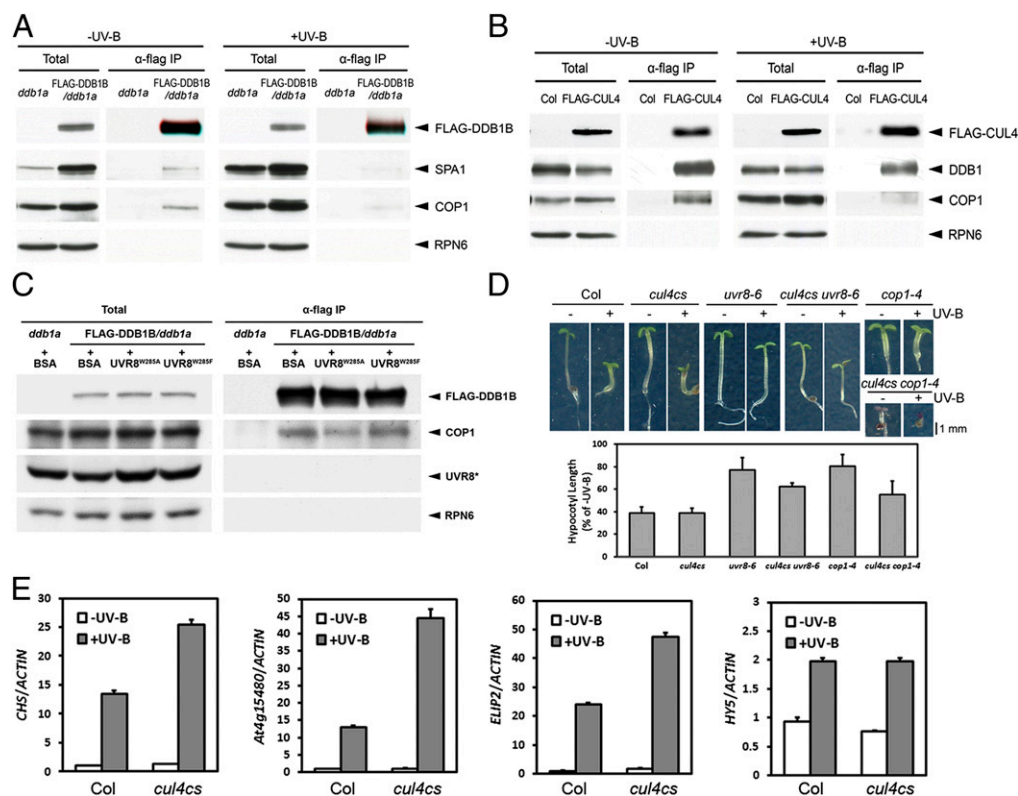 A
-UV-B
+UV-B
Total
α-flag IP
Total
α-flag IP
ddb1a
FLAG-DDB1B
/ddb1a
ddb1a
FLAG-DDB1B
/ddb1a
ddb1a
FLAG-DDB1B
/ddb1a
ddb1a
FLAG-DDB1B
/ddb1a
FLAG-DDB1B
SPA1
COP1
RPN6
B
-UV-B
+UV-B
Total
α-flag IP
Total
α-flag IP
Col FLAG-CUL4
Col FLAG-CUL4
Col FLAG-CUL4
Col FLAG-CUL4
FLAG-CUL4
DDB1
COP1
RPN6
C
Total
α-flag IP
ddb1a
FLAG-DDB1B/ddb1a
ddb1a
FLAG-DDB1B/ddb1a
+ + + +
+ + + +
BSA BSA UVR8W285A UVR8W285F
BSA BSA UVR8W285A UVR8W285F
FLAG-DDB1B
COP1
UVR8*
RPN6
D
Col cul4cs uvr8-6 cul4cs uvr8-6 cop1-4
- + - + - + - + - + UV-B
cul4cs cop1-4
- + UV-B
1 mm
Hypocotyl Length
(% of -UV-B)
100
80
60
40
20
0
Col cul4cs uvr8-6 cul4cs uvr8-6 cop1-4 cul4cs cop1-4
E
CHS/ACTIN
30
25
20
15
10
5
0
-UV-B
+UV-B
Col cul4cs
At4g15480/ACTIN
50
45
40
35
30
25
20
15
10
5
0
-UV-B
+UV-B
Col cul4cs
ELIP2/ACTIN
60
50
40
30
20
10
0
-UV-B
+UV-B
Col cul4cs
HY5/ACTIN
3
2.5
2
1.5
1
0.5
0
-UV-B
+UV-B
Col cul4cs